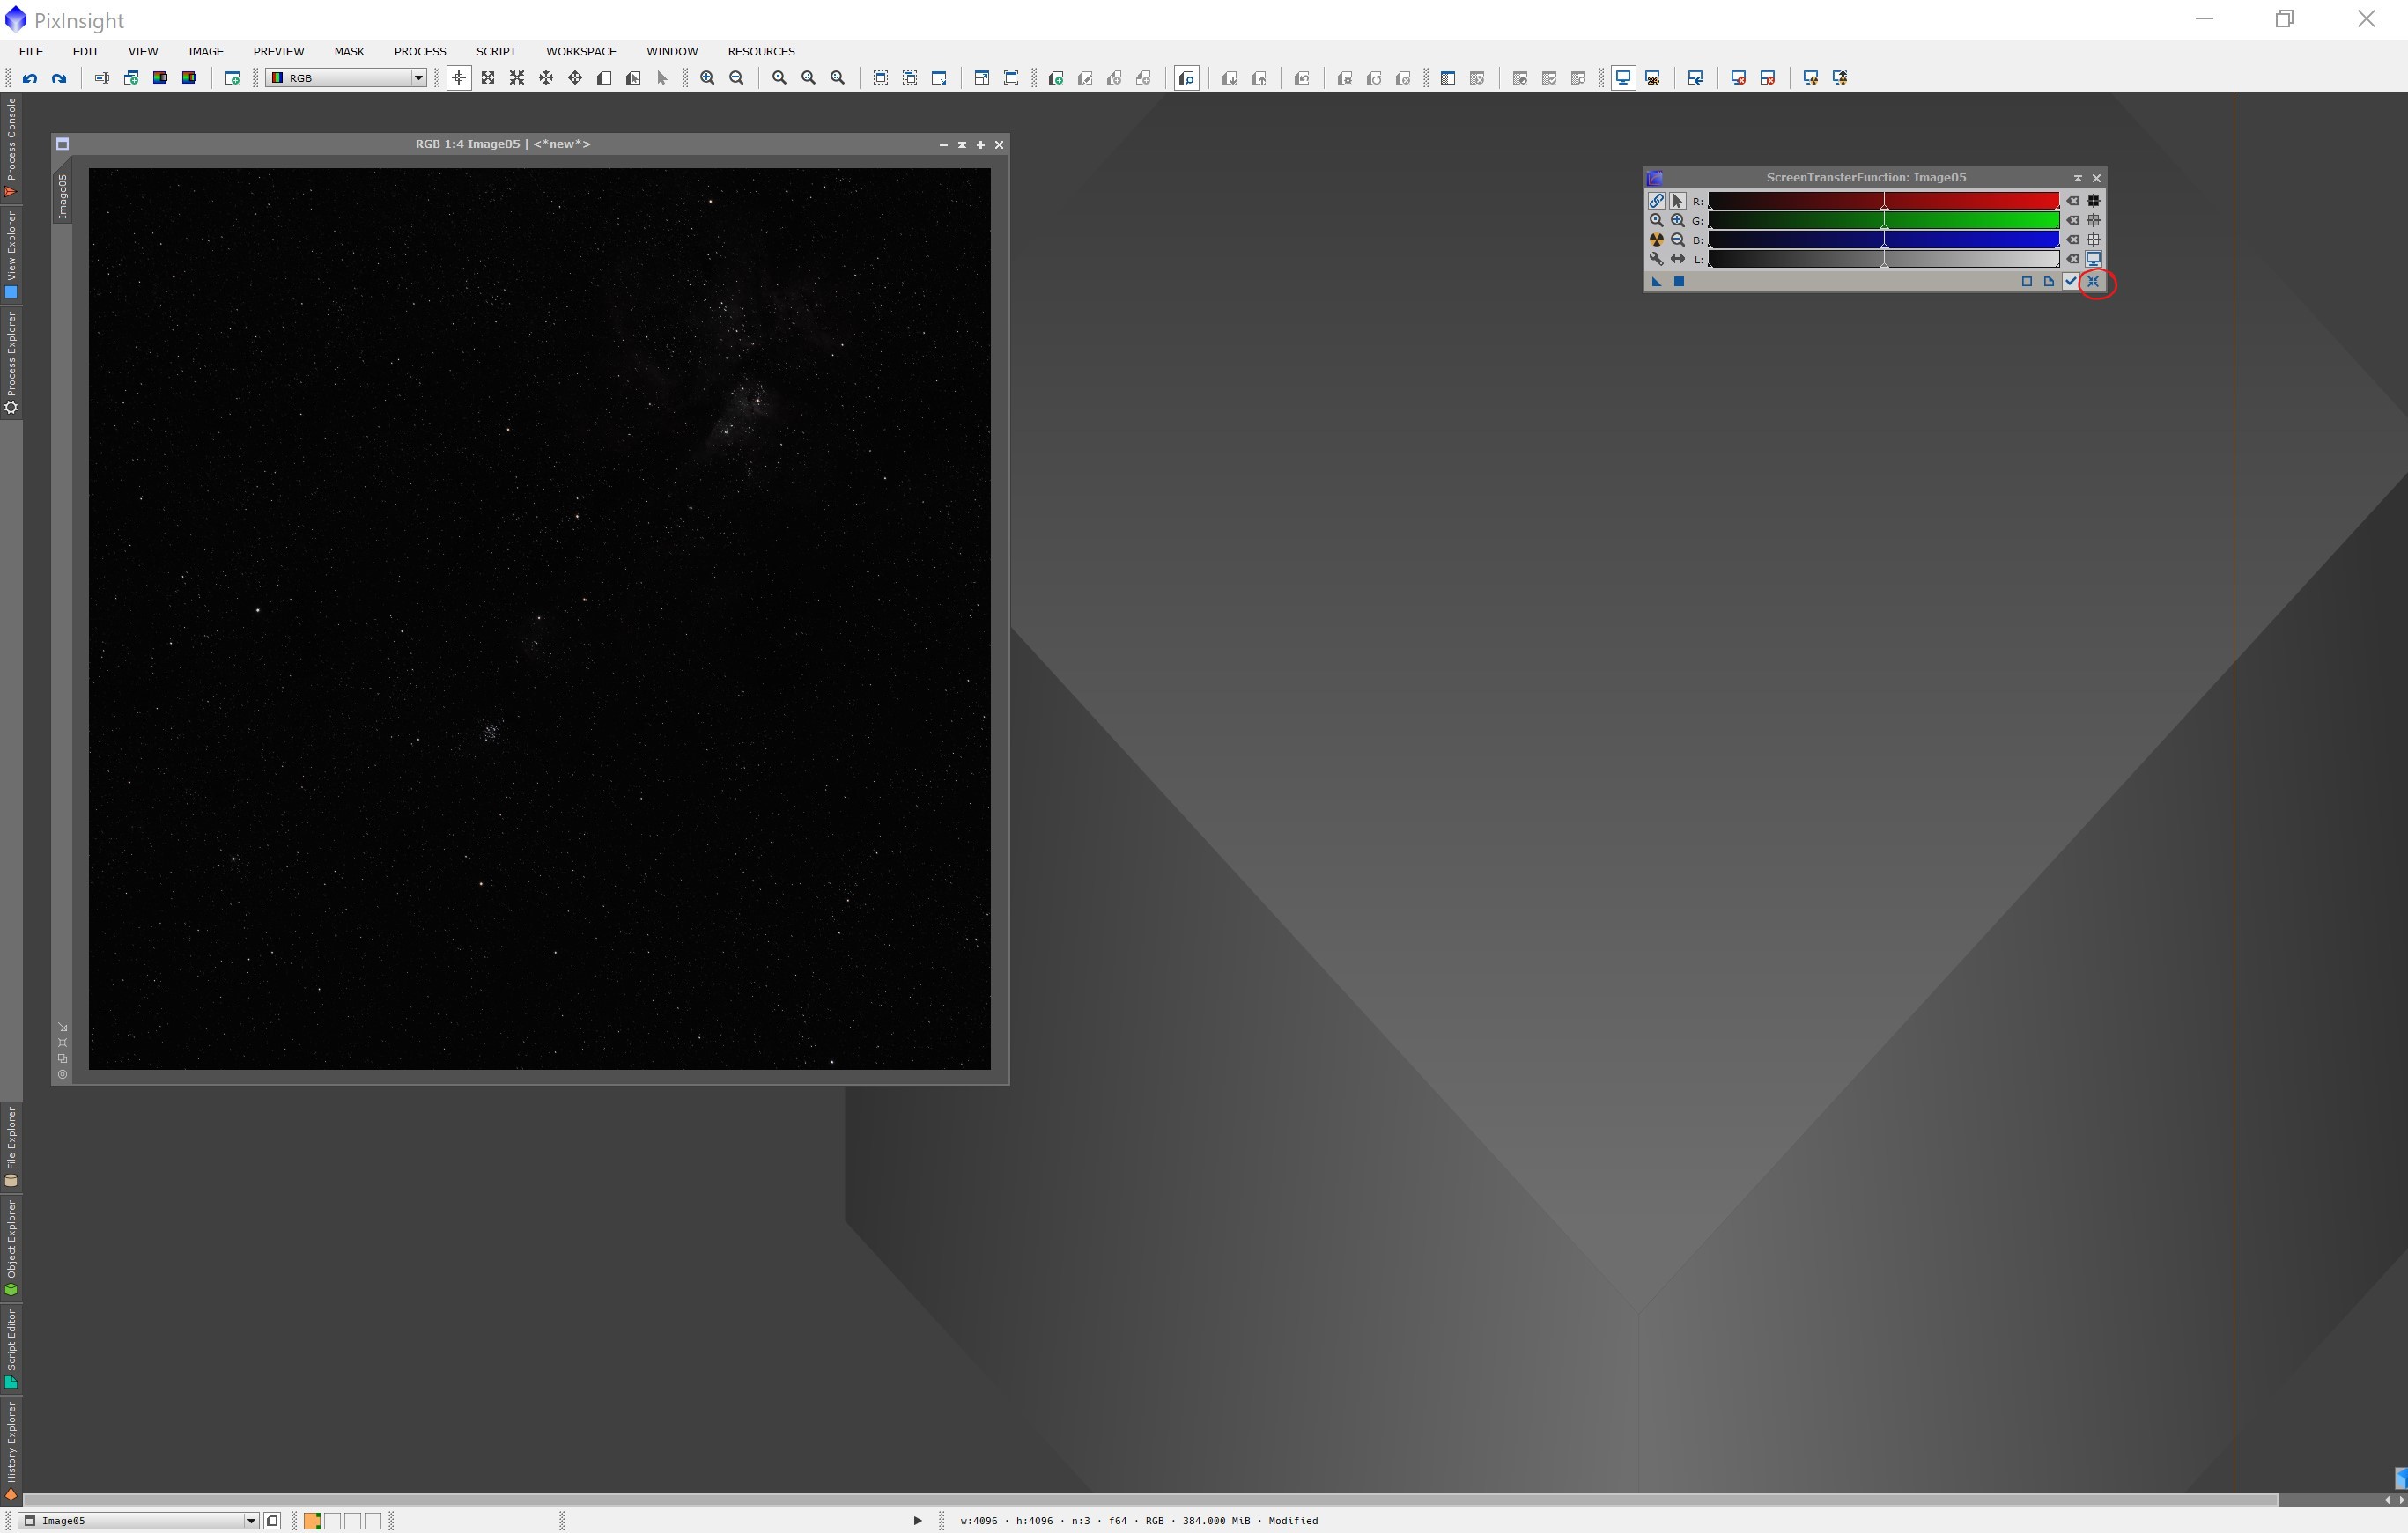 PixInsight
FILE EDIT VIEW IMAGE PREVIEW MASK PROCESS SCRIPT WORKSPACE WINDOW RESOURCES
RGB
Process Console
View Explorer
Process Explorer
File Explorer
Object Explorer
Script Editor
History Explorer
RGB 1:4 Image05 | <*new*>
Image05
ScreenTransferFunction: Image05
R:
G:
B:
L:
Image05
w:4096 · h:4096 · n:3 · f64 · RGB · 384.000 MiB · Modified